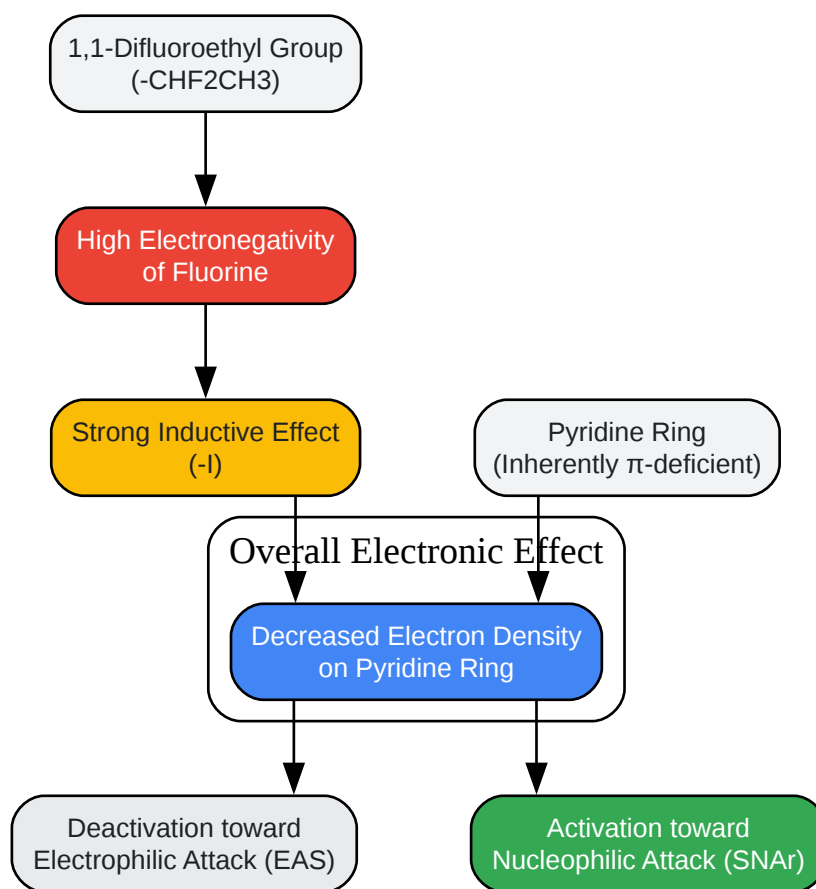 1,1-Difluoroethyl Group
(-CHF2CH3)
High Electronegativity
of Fluorine
Strong Inductive Effect
(-I)
Pyridine Ring
(Inherently π-deficient)
Overall Electronic Effect
Decreased Electron Density
on Pyridine Ring
Deactivation toward
Electrophilic Attack (EAS)
Activation toward
Nucleophilic Attack (SNAr)